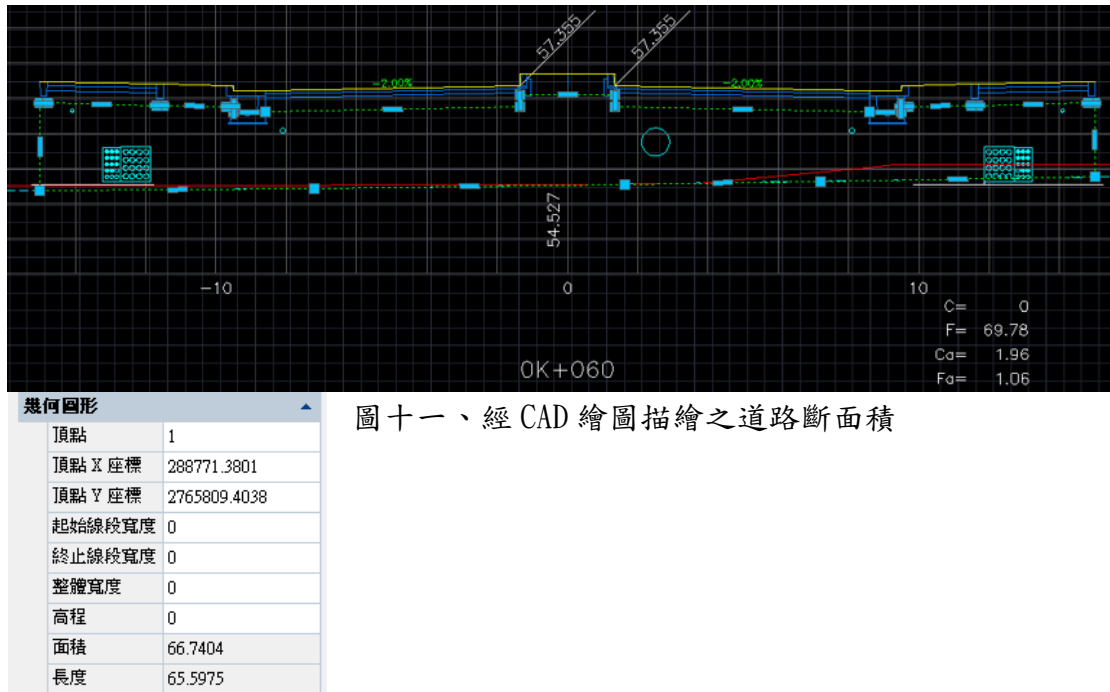 57.355 57.355
-2.00% -2.00%
54.527
-10 0 10
C= 0
F= 69.78
0K+060
Ca= 1.96
Fa= 1.06
幾何圖形
圖十一、經 CAD 繪圖描繪之道路斷面積
頂點 1
頂點 X 座標 288771.3801
頂點 Y 座標 2765809.4038
起始線段寬度 0
終止線段寬度 0
整體寬度 0
高程 0
面積 66.7404
長度 65.5975